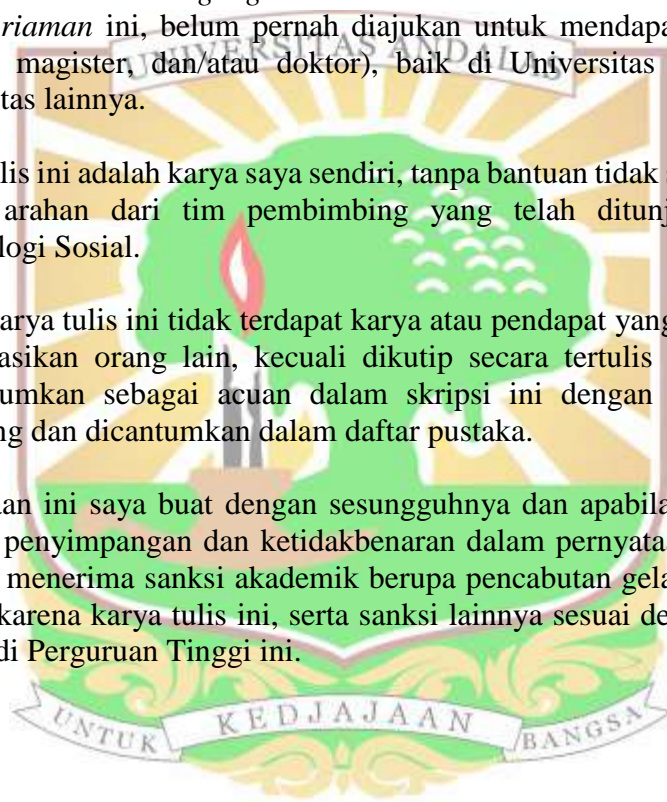 riaman ini, belum pernah diajukan untuk mendapa
UNIVERSITAS ANDALAS
magister, dan/atau doktor), baik di Universitas
tas lainnya.
lis ini adalah karya saya sendiri, tanpa bantuan tidak
arahan dari tim pembimbing yang telah ditunj
logi Sosial.
arya tulis ini tidak terdapat karya atau pendapat yang
asikan orang lain, kecuali dikutip secara tertulis
umkan sebagai acuan dalam skripsi ini dengan
ng dan dicantumkan dalam daftar pustaka.
an ini saya buat dengan sesungguhnya dan apabila
penyimpangan dan ketidakbenaran dalam pernyata
menerima sanksi akademik berupa pencabutan gela
karena karya tulis ini, serta sanksi lainnya sesuai de
di Perguruan Tinggi ini.
UNTUK KEDJAJAAN BANGSA